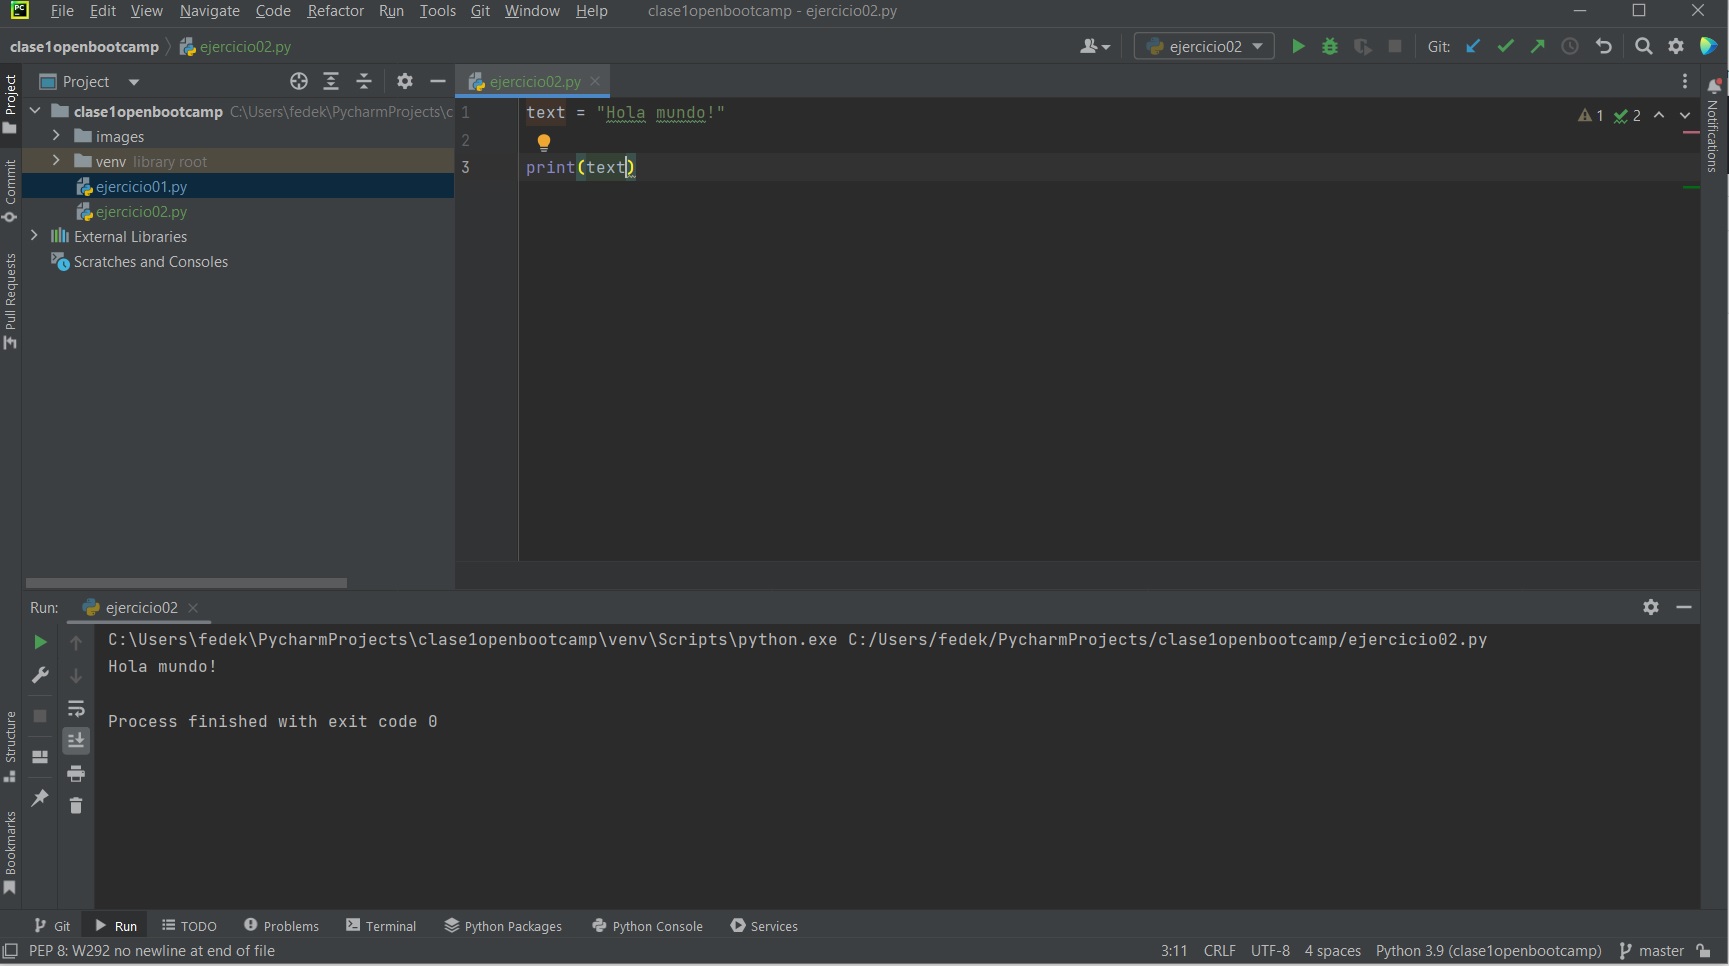 PC File Edit View Navigate Code Refactor Run Tools Git Window Help clase1openbootcamp - ejercicio02.py
clase1openbootcamp ejercicio02.py ejercicio02 Git:
Project ejercicio02.py
Project
clase1openbootcamp C:\Users\fedek\PycharmProjects\c
images
venv library root
ejercicio01.py
ejercicio02.py
External Libraries
Scratches and Consoles
Commit
Pull Requests
1 text = "Hola mundo!"
2
3 print(text)
1 2
Notifications
Run: ejercicio02
C:\Users\fedek\PycharmProjects\clase1openbootcamp\venv\Scripts\python.exe C:/Users/fedek/PycharmProjects/clase1openbootcamp/ejercicio02.py
Hola mundo!
Process finished with exit code 0
Structure
Bookmarks
Git Run TODO Problems Terminal Python Packages Python Console Services
PEP 8: W292 no newline at end of file 3:11 CRLF UTF-8 4 spaces Python 3.9 (clase1openbootcamp) master